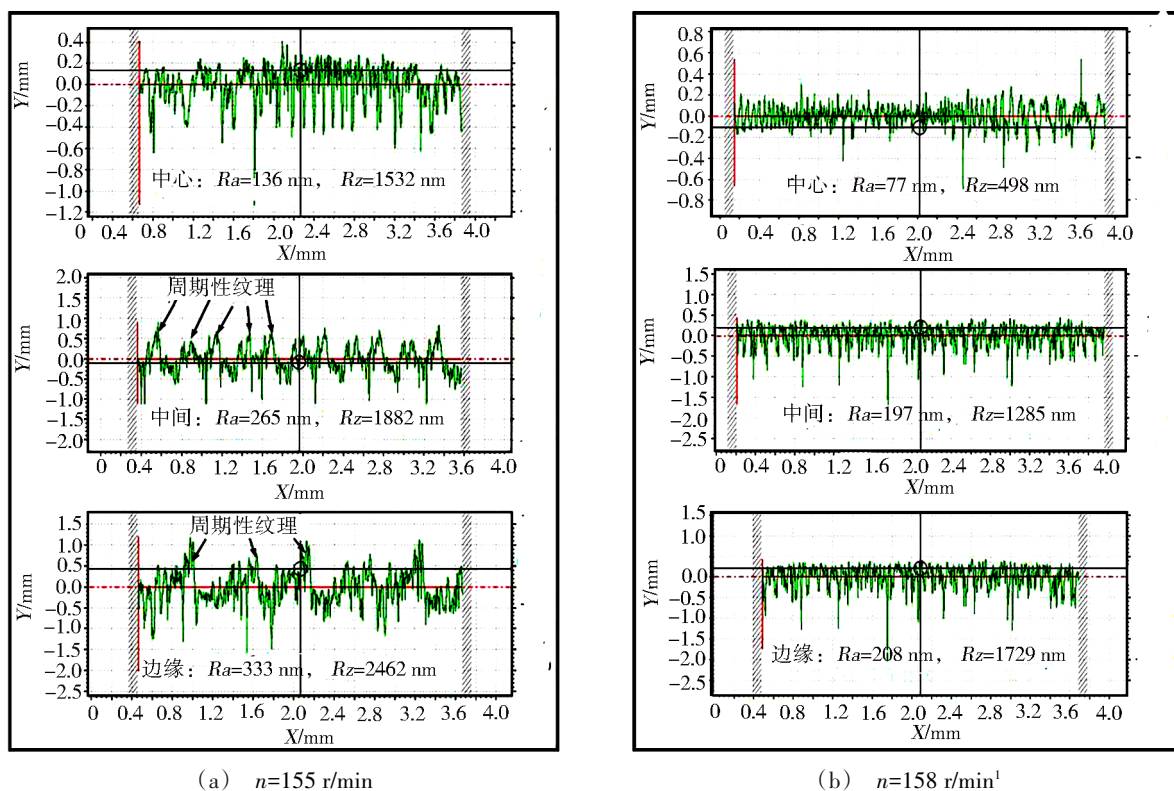 0.4
0.2
0.0
−0.2
−0.4
−0.6
−0.8
−1.0
−1.2
Y/mm
中心：Ra=136 nm， Rz=1532 nm
0 0.4 0.8 1.2 1.6 2.0 2.4 2.8 3.2 3.6 4.0
X/mm
2.0
1.5
1.0
0.5
0.0
−0.5
−1.0
−1.5
−2.0
Y/mm
周期性纹理
中间：Ra=265 nm， Rz=1882 nm
0 0.4 0.8 1.2 1.6 2.0 2.4 2.8 3.2 3.6 4.0
X/mm
1.5
1.0
0.5
0.0
−0.5
−1.0
−1.5
−2.0
−2.5
Y/mm
周期性纹理
边缘：Ra=333 nm， Rz=2462 nm
0 0.4 0.8 1.2 1.6 2.0 2.4 2.8 3.2 3.6 4.0
X/mm
（a） n=155 r/min
0.8
0.6
0.4
0.2
0.0
−0.2
−0.4
−0.6
−0.8
Y/mm
中心：Ra=77 nm， Rz=498 nm
0 0.4 0.8 1.2 1.6 2.0 2.4 2.8 3.2 3.6 4.0
X/mm
1.5
1.0
0.5
0.0
−0.5
−1.0
−1.5
−2.0
−2.5
Y/mm
中间：Ra=197 nm， Rz=1285 nm
0 0.4 0.8 1.2 1.6 2.0 2.4 2.8 3.2 3.6 4.0
X/mm
1.5
1.0
0.5
0.0
−0.5
−1.0
−1.5
−2.0
−2.5
Y/mm
边缘：Ra=208 nm， Rz=1729 nm
0 0.4 0.8 1.2 1.6 2.0 2.4 2.8 3.2 3.6 4.0
X/mm
（b） n=158 r/min¹